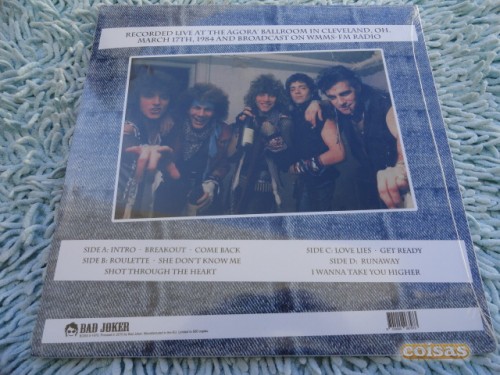 RECORDED LIVE AT THE AGORA BALLROOM IN CLEVELAND, OH.
MARCH 17TH, 1984 AND BROADCAST ON WMMS-FM RADIO
SIDE A: INTRO · BREAKOUT · COME BACK
SIDE B: ROULETTE · SHE DON'T KNOW ME
SHOT THROUGH THE HEART
SIDE C: LOVE LIES · GET READY
SIDE D: RUNAWAY
I WANNA TAKE YOU HIGHER
BAD JOKER
coisas